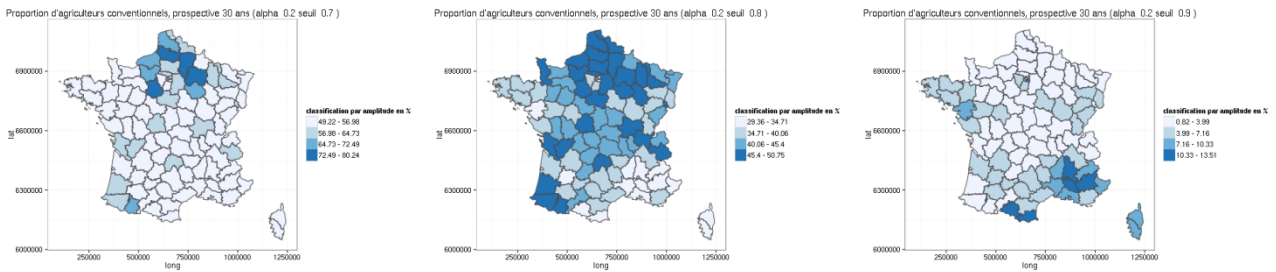 Proportion d'agriculteurs conventionnels, prospective 30 ans (alpha 0.2 seuil 0.7 )
6900000
6600000
6300000
6000000
lat
250000 500000 750000 1000000 1250000
long
classification par amplitude en %
49.22 - 56.98
56.98 - 64.73
64.73 - 72.49
72.49 - 80.24
Proportion d'agriculteurs conventionnels, prospective 30 ans (alpha 0.2 seuil 0.8 )
6900000
6600000
6300000
6000000
lat
250000 500000 750000 1000000 1250000
long
classification par amplitude en %
29.36 - 34.71
34.71 - 40.06
40.06 - 45.4
45.4 - 50.75
Proportion d'agriculteurs conventionnels, prospective 30 ans (alpha 0.2 seuil 0.9 )
6900000
6600000
6300000
6000000
lat
250000 500000 750000 1000000 1250000
long
classification par amplitude en %
0.82 - 3.99
3.99 - 7.16
7.16 - 10.33
10.33 - 13.51